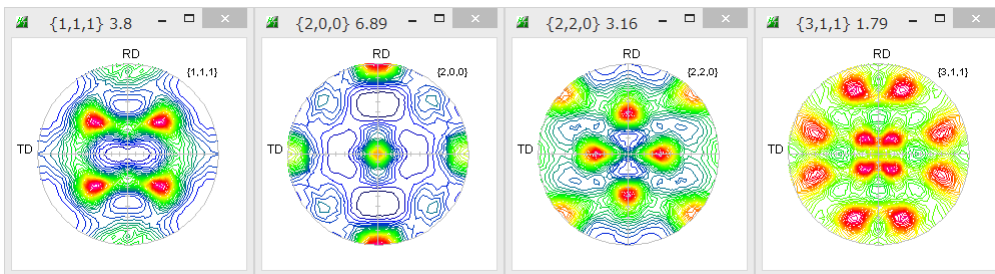 {1,1,1} 3.8
RD
{1,1,1}
TD
{2,0,0} 6.89
RD
{2,0,0}
TD
{2,2,0} 3.16
RD
{2,2,0}
TD
{3,1,1} 1.79
RD
{3,1,1}
TD